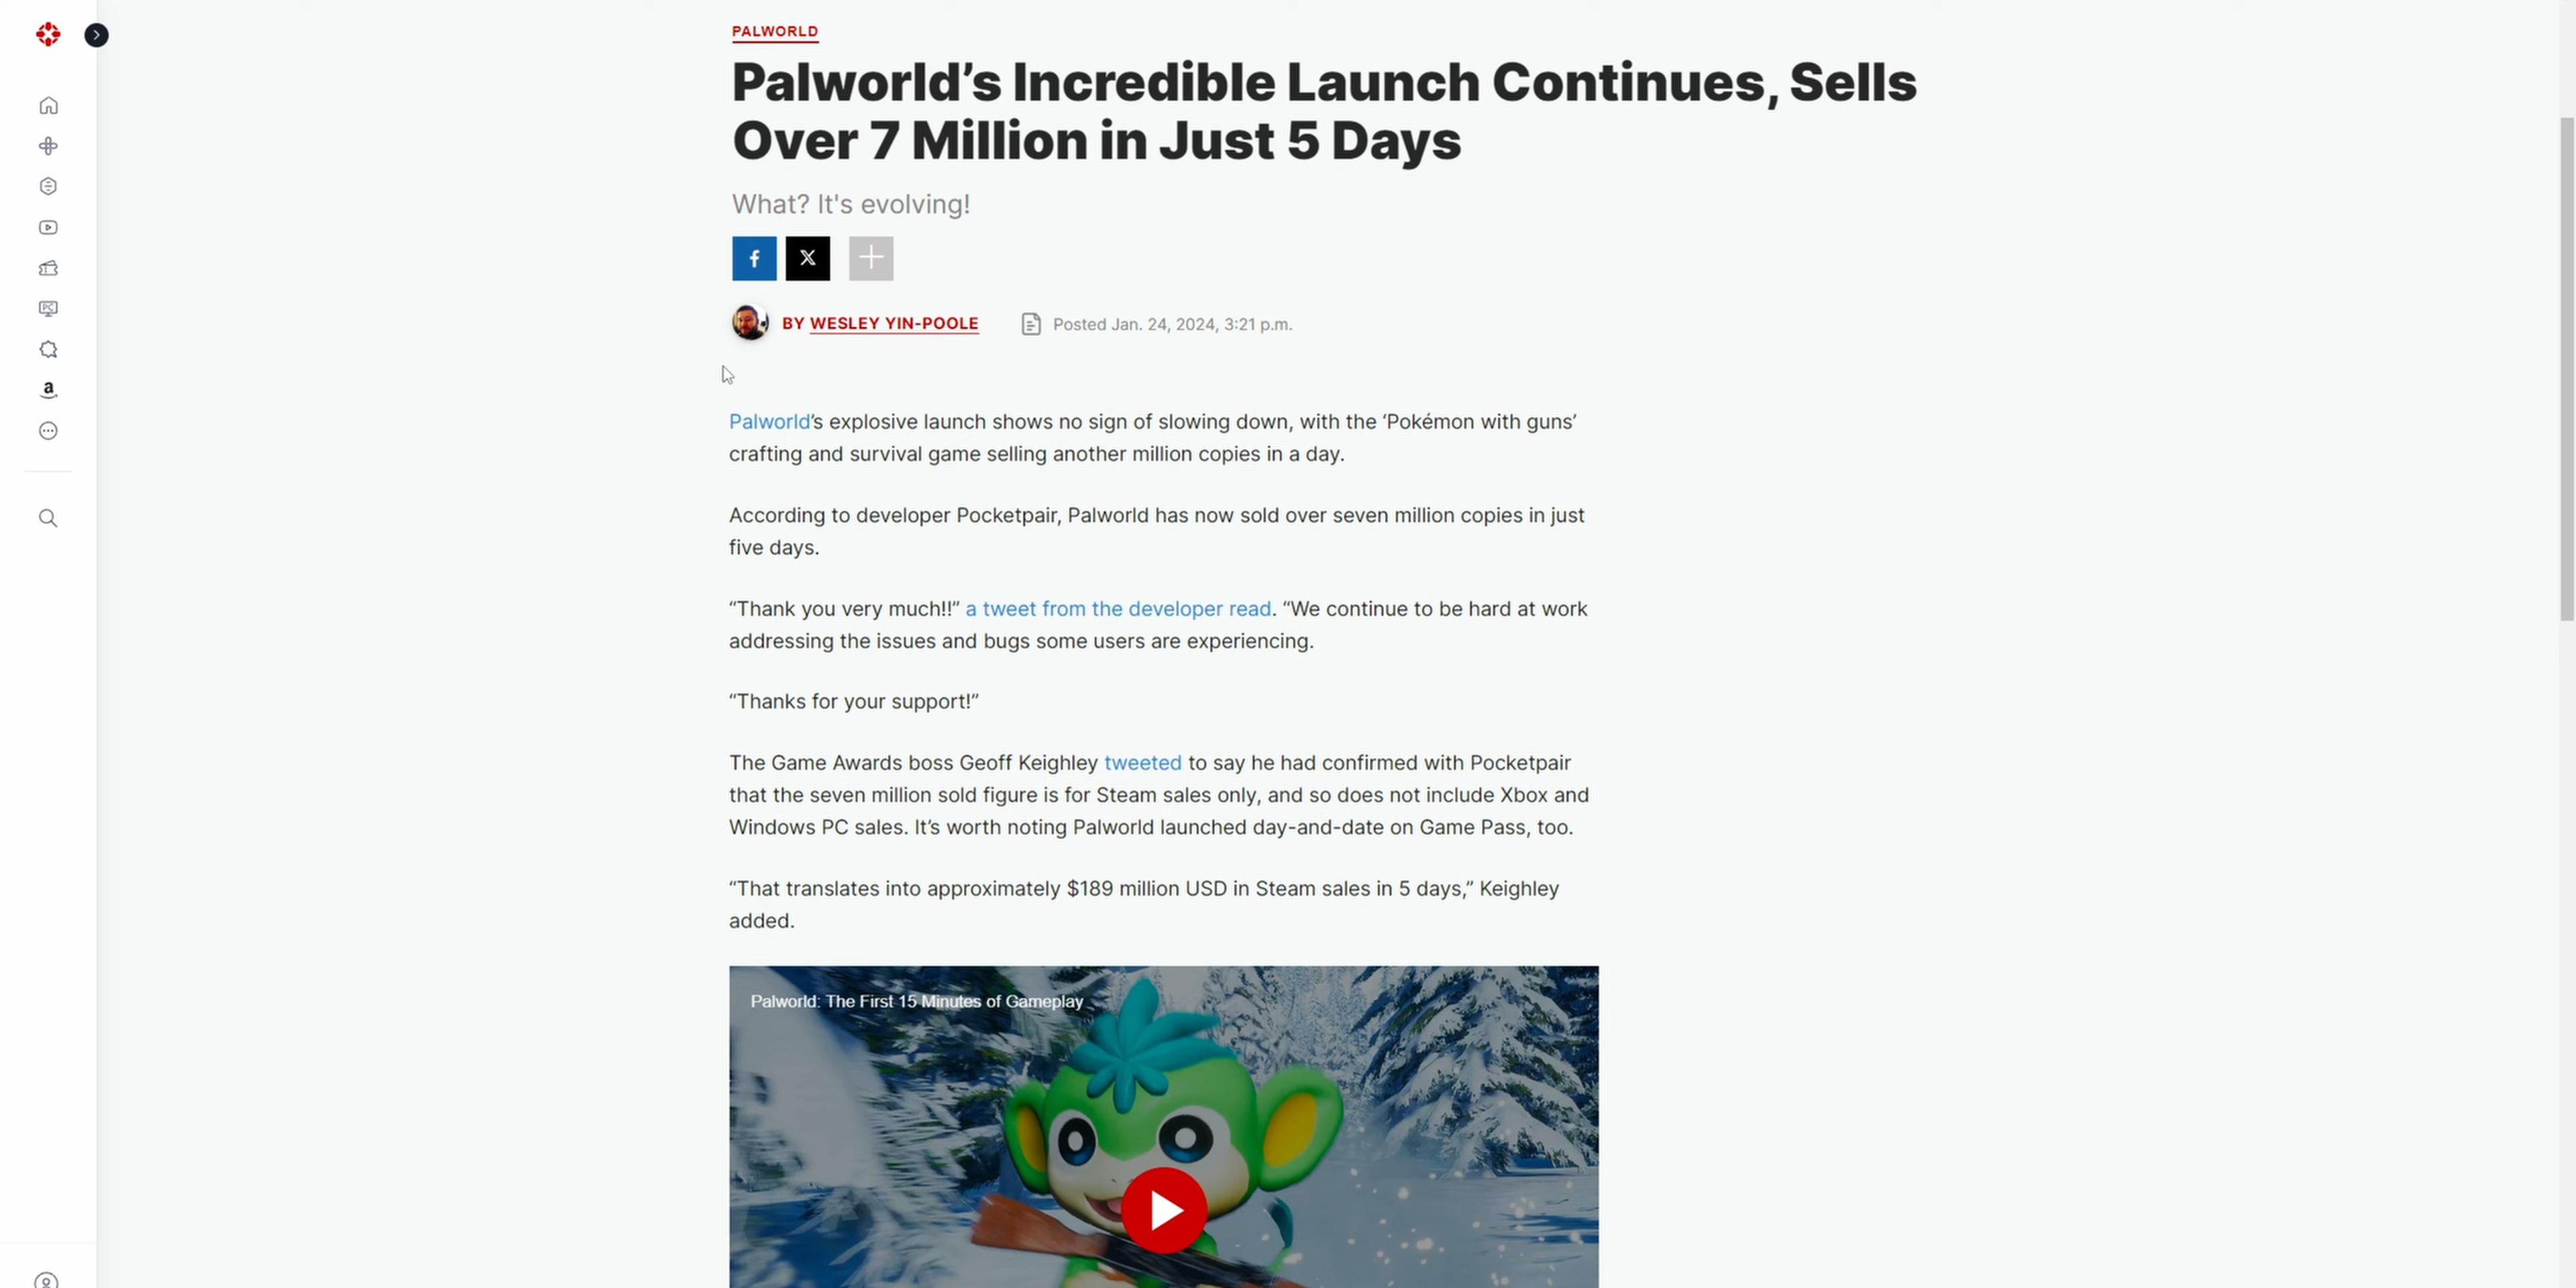 PALWORLD
Palworld’s Incredible Launch Continues, Sells
Over 7 Million in Just 5 Days
What? It's evolving!
BY WESLEY YIN-POOLE
Posted Jan. 24, 2024, 3:21 p.m.
Palworld’s explosive launch shows no sign of slowing down, with the ‘Pokémon with guns’
crafting and survival game selling another million copies in a day.
According to developer Pocketpair, Palworld has now sold over seven million copies in just
five days.
“Thank you very much!!” a tweet from the developer read. “We continue to be hard at work
addressing the issues and bugs some users are experiencing.
“Thanks for your support!”
The Game Awards boss Geoff Keighley tweeted to say he had confirmed with Pocketpair
that the seven million sold figure is for Steam sales only, and so does not include Xbox and
Windows PC sales. It’s worth noting Palworld launched day-and-date on Game Pass, too.
“That translates into approximately $189 million USD in Steam sales in 5 days,” Keighley
added.
Palworld: The First 15 Minutes of Gameplay
PC